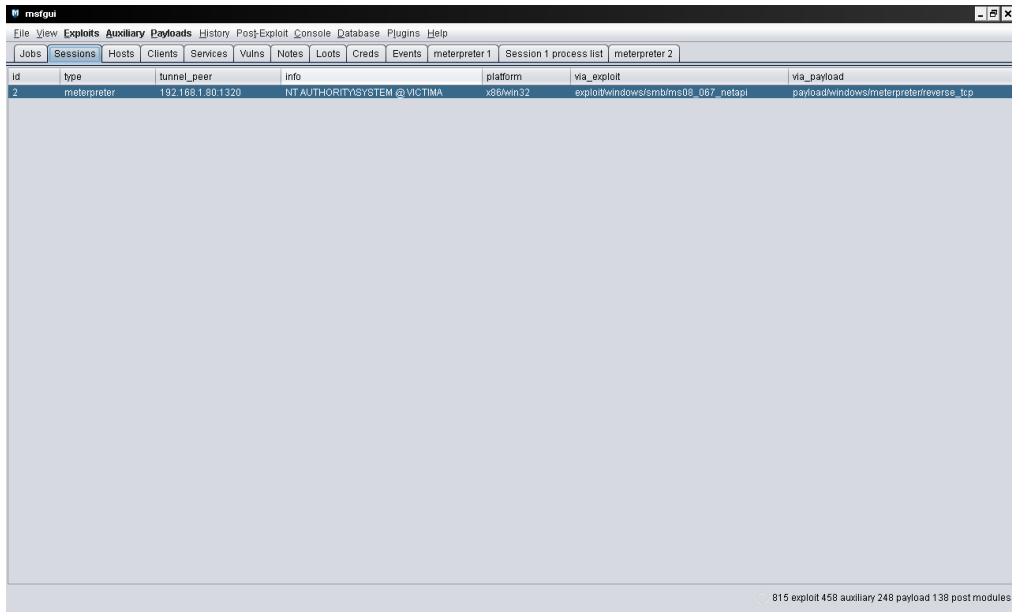 msfgui
File View Exploits Auxiliary Payloads History Post-Exploit Console Database Plugins Help
Jobs Sessions Hosts Clients Services Vulns Notes Loots Creds Events meterpreter 1 Session 1 process list meterpreter 2
id type tunnel_peer info platform via_exploit via_payload
2 meterpreter 192.168.1.80:1320 NT AUTHORITY\SYSTEM @ VICTIMA x86/win32 exploit/windows/smb/ms08_067_netapi payload/windows/meterpreter/reverse_tcp
815 exploit 458 auxiliary 248 payload 138 post modules